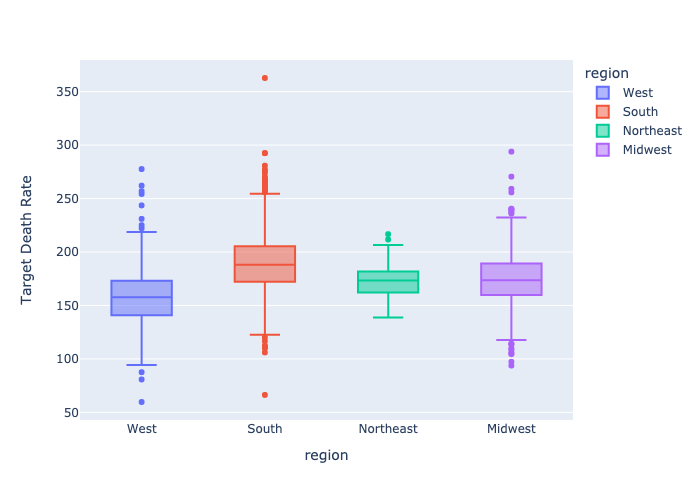 350
300
250
200
150
100
50
Target Death Rate
West
South
Northeast
Midwest
region
region
West
South
Northeast
Midwest